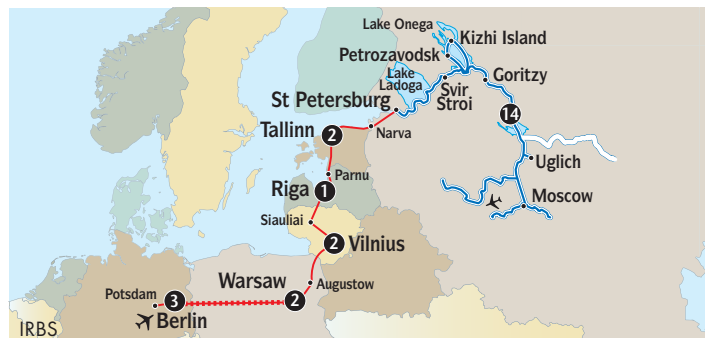 Lake Onega
Kizhi Island
Petrozavodsk
Lake
Ladoga
Goritzy
Svir
Stroi
St Petersburg
14
Tallinn
2
Narva
Uglich
Parnu
Riga
1
Moscow
Siauliai
2
Vilnius
Warsaw
2
Augustow
Potsdam
3
Berlin
IRBS